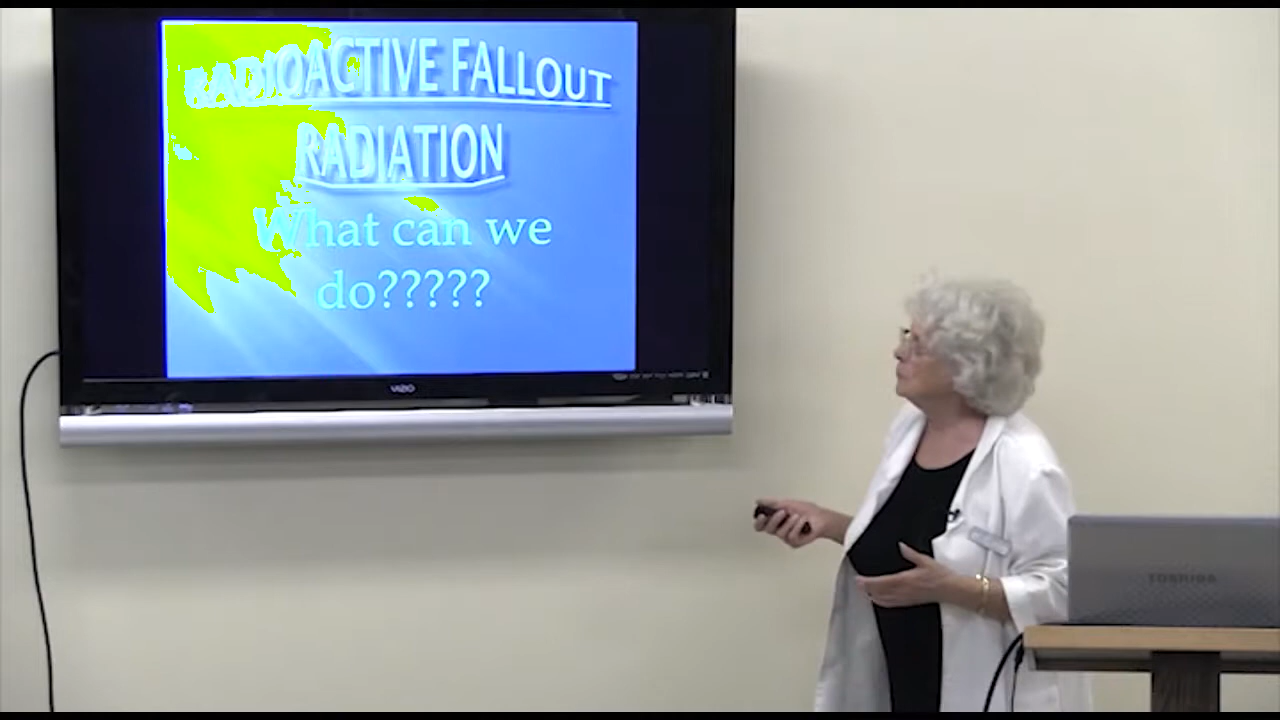 RADIOACTIVE FALLOUT
RADIATION
What can we
do?????
VIZIO
TOSHIBA